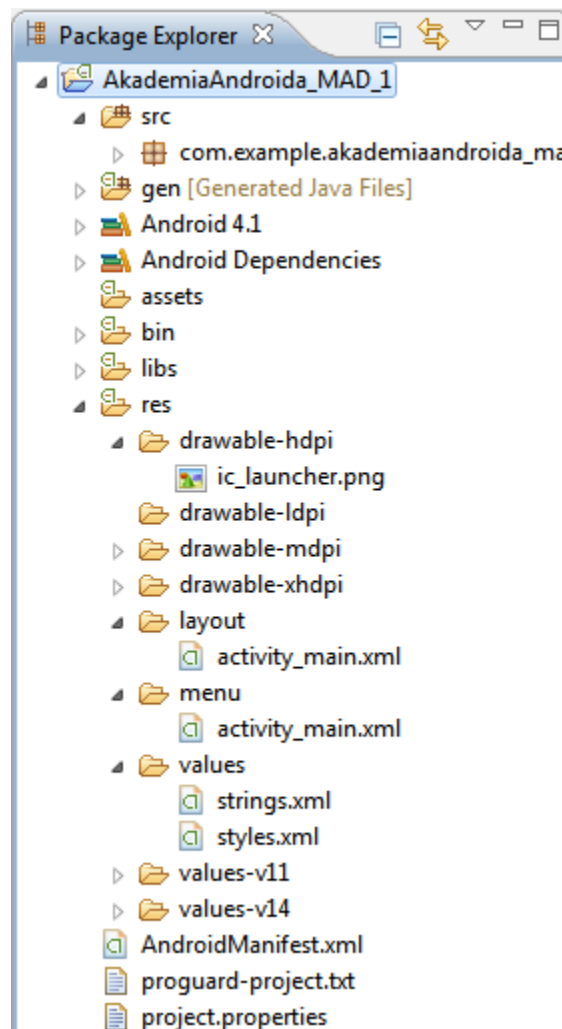 Package Explorer
AkademiaAndroida_MAD_1
src
com.example.akademiaandroida_ma
gen [Generated Java Files]
Android 4.1
Android Dependencies
assets
bin
libs
res
drawable-hdpi
ic_launcher.png
drawable-ldpi
drawable-mdpi
drawable-xhdpi
layout
activity_main.xml
menu
activity_main.xml
values
strings.xml
styles.xml
values-v11
values-v14
AndroidManifest.xml
proguard-project.txt
project.properties